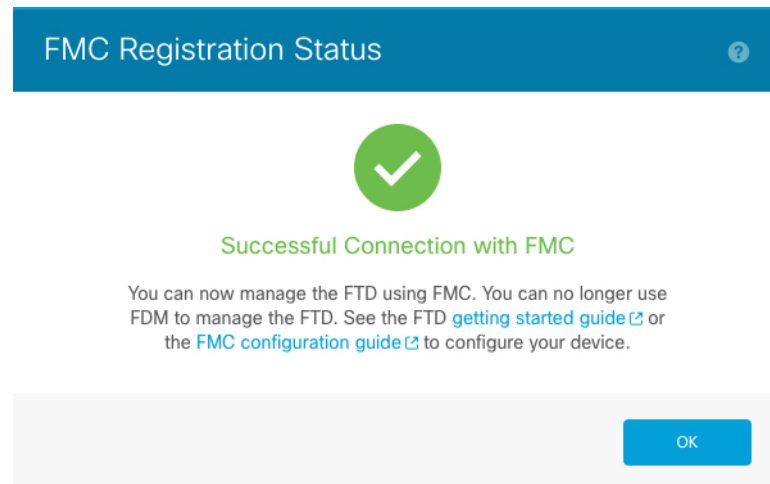 FMC Registration Status
?
Successful Connection with FMC
You can now manage the FTD using FMC. You can no longer use
FDM to manage the FTD. See the FTD getting started guide or
the FMC configuration guide to configure your device.
OK